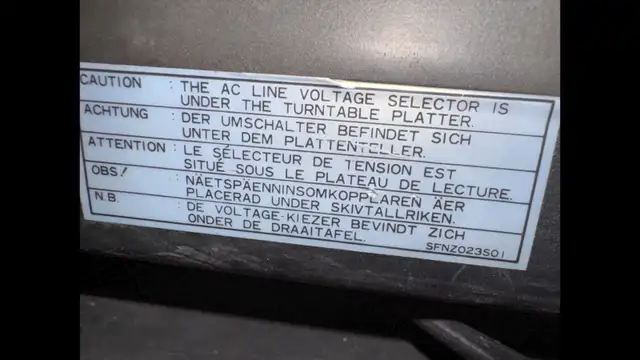 CAUTION : THE AC LINE VOLTAGE SELECTOR IS
UNDER THE TURNTABLE PLATTER.
ACHTUNG : DER UMSCHALTER BEFINDET SICH
UNTER DEM PLATTENTELLER.
ATTENTION : LE SÉLECTEUR DE TENSION EST
SITUÉ SOUS LE PLATEAU DE LECTURE.
OBS! : NÄETSPÄENNINSOMKOPPLAREN ÄER
PLACERAD UNDER SKIVTALLRIKEN.
N.B. : DE VOLTAGE-KIEZER BEVINDT ZICH
ONDER DE DRAAITAFEL.
SFNZ023S01